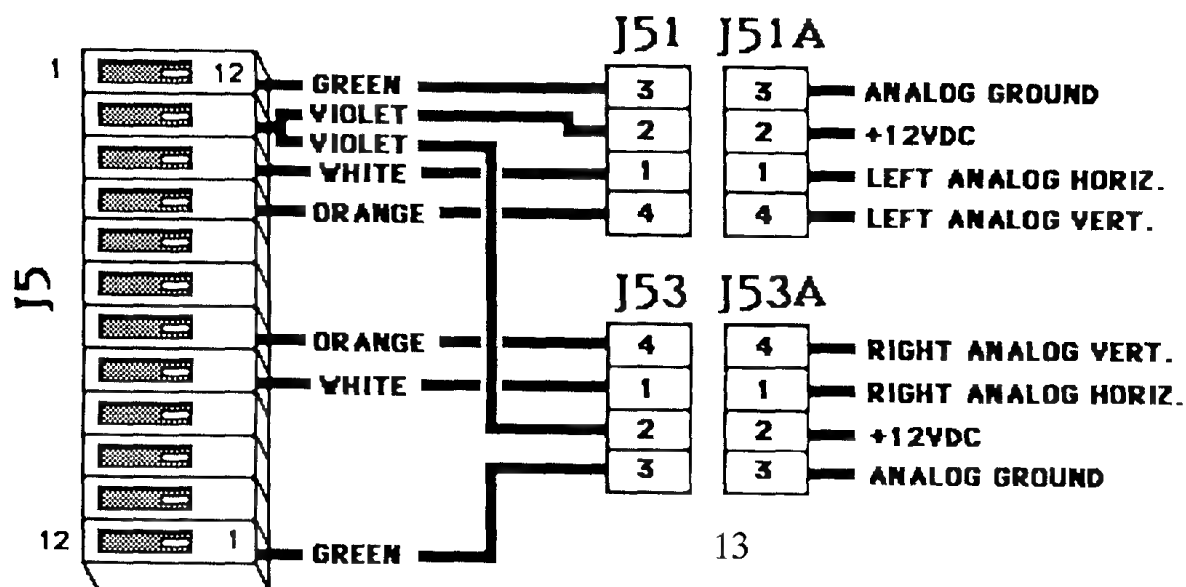 J51 J51A
1 12 GREEN 3 3 ANALOG GROUND
VIOLET 2 2 +12VDC
VIOLET
WHITE 1 1 LEFT ANALOG HORIZ.
ORANGE 4 4 LEFT ANALOG VERT.
J5
J53 J53A
ORANGE 4 4 RIGHT ANALOG VERT.
WHITE 1 1 RIGHT ANALOG HORIZ.
2 2 +12VDC
3 3 ANALOG GROUND
12 1 GREEN
13